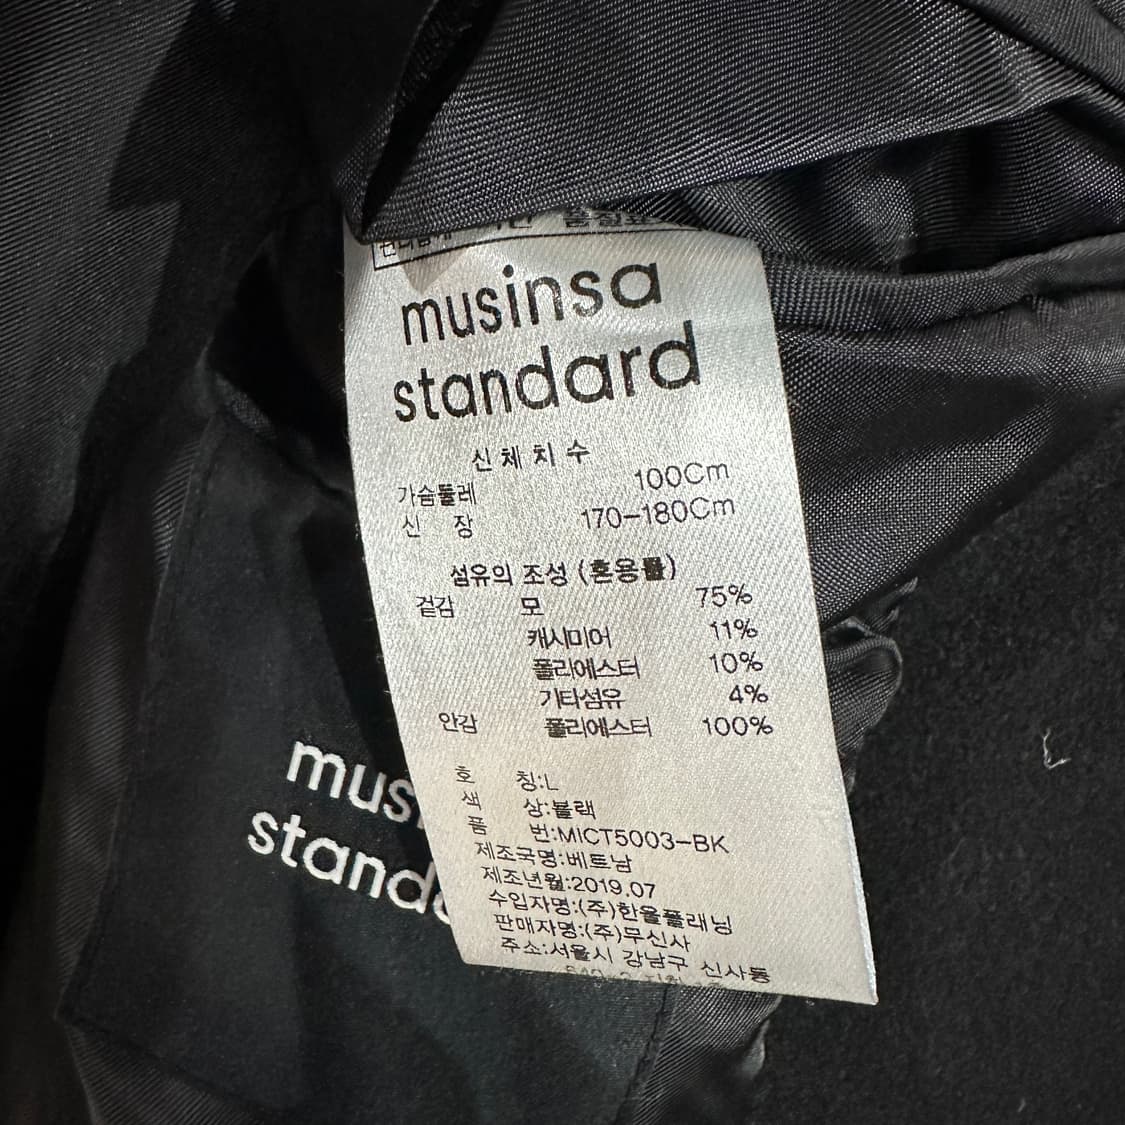 musinsa
standard
신체치수
가슴둘레 100Cm
신 장 170-180Cm
섬유의 조성 (혼용률)
겉감 모 75%
캐시미어 11%
폴리에스터 10%
기타섬유 4%
안감 폴리에스터 100%
호 칭:L
색 상:블랙
품 번:MICT5003-BK
제조국명:베트남
제조년월:2019.07
수입자명:(주)한울플래닝
판매자명:(주)무신사
주소:서울시 강남구 신사동
musi
standa